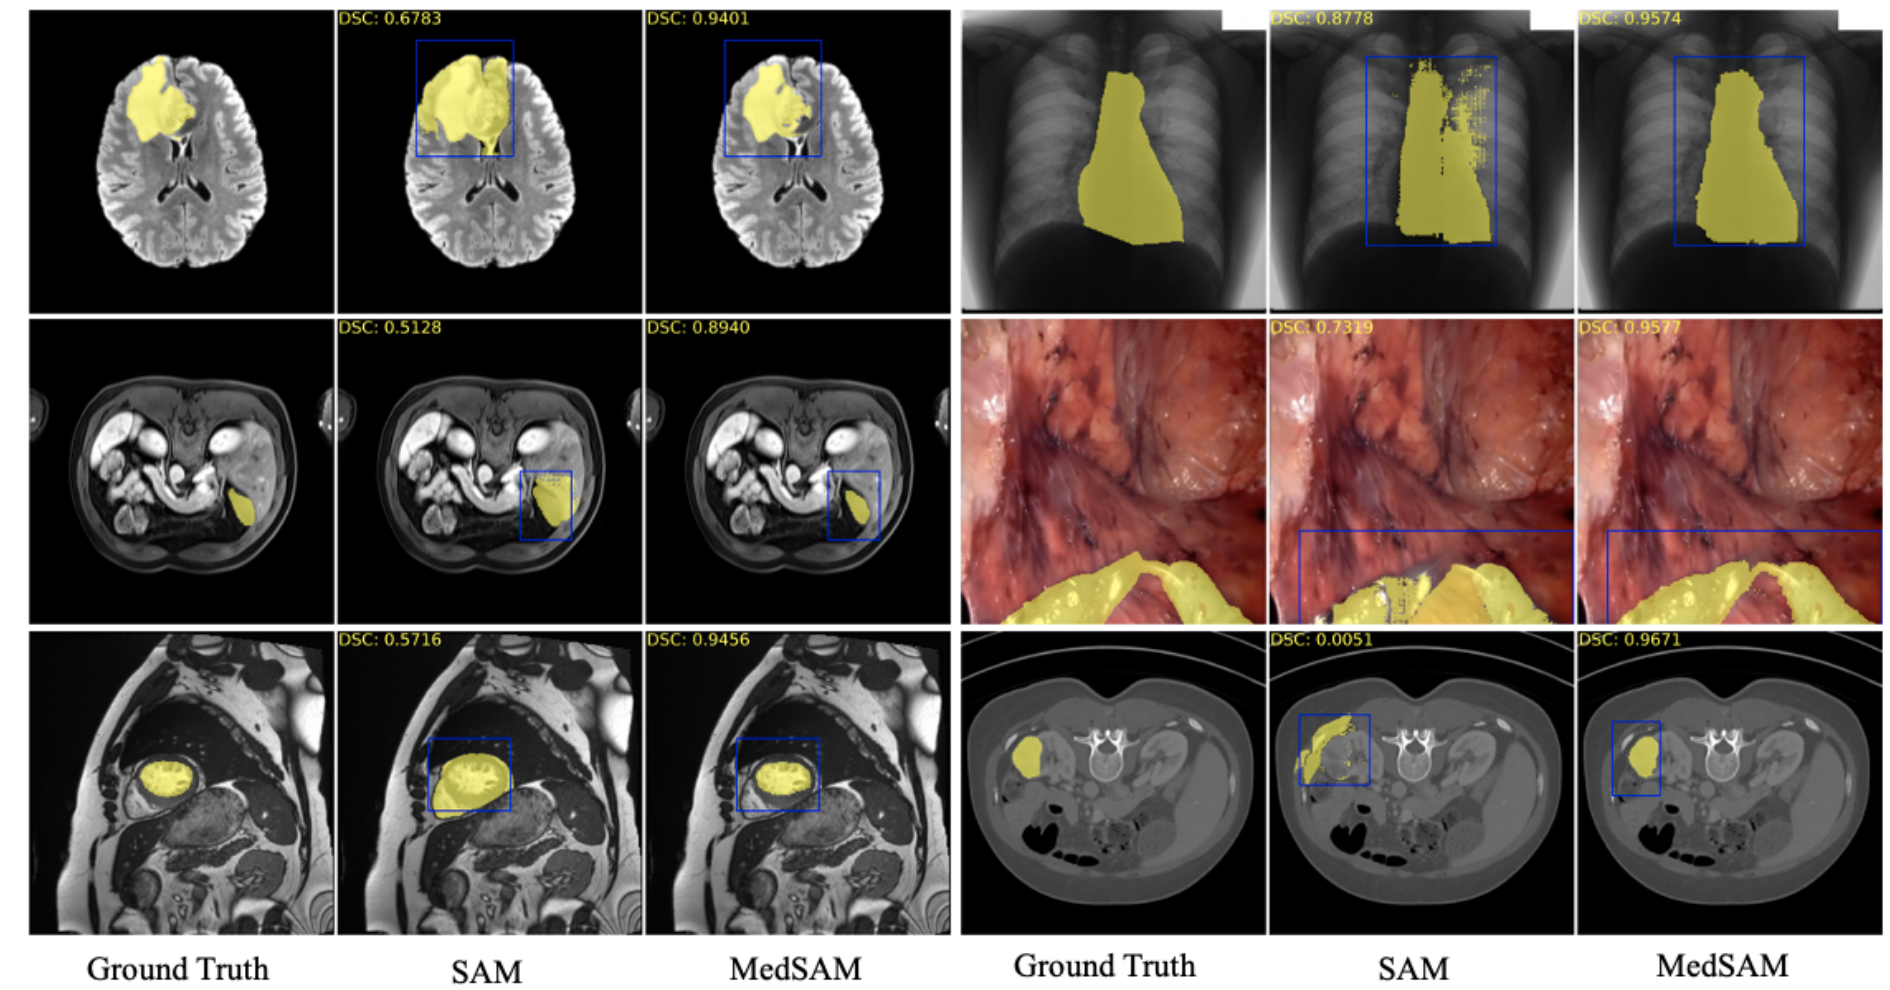 DSC: 0.6783
DSC: 0.9401
DSC: 0.8778
DSC: 0.9574
DSC: 0.5128
DSC: 0.8940
DSC: 0.7319
DSC: 0.9577
DSC: 0.5716
DSC: 0.9456
DSC: 0.0051
DSC: 0.9671
Ground Truth
SAM
MedSAM
Ground Truth
SAM
MedSAM